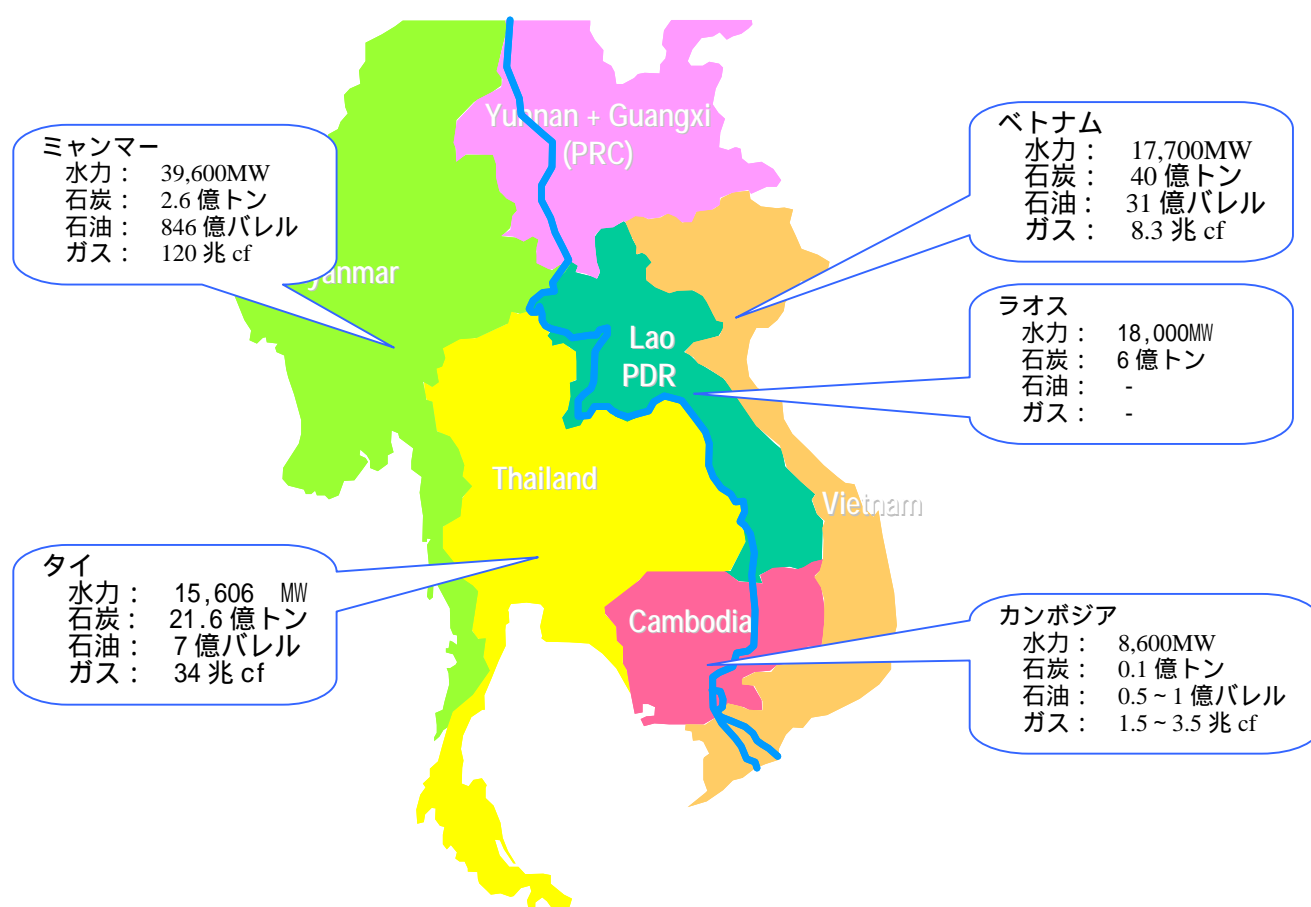 Yunnan + Guangxi
(PRC)
ミャンマー
水力： 39,600MW
石炭： 2.6 億トン
石油： 846 億バレル
ガス： 120 兆 cf
yanmar
ベトナム
水力： 17,700MW
石炭： 40 億トン
石油： 31 億バレル
ガス： 8.3 兆 cf
ラオス
水力： 18,000MW
石炭： 6 億トン
石油： -
ガス： -
Lao
PDR
Thailand
Vietnam
タイ
水力： 15,606 MW
石炭： 21.6 億トン
石油： 7 億バレル
ガス： 34 兆 cf
Cambodia
カンボジア
水力： 8,600MW
石炭： 0.1 億トン
石油： 0.5 ~ 1 億バレル
ガス： 1.5 ~ 3.5 兆 cf